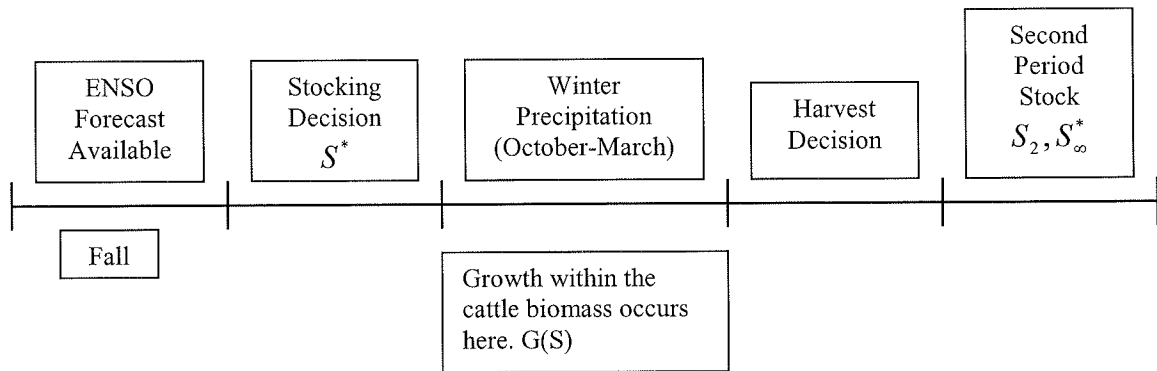 ENSO
Forecast
Available
Stocking
Decision
S*
Winter
Precipitation
(October-March)
Harvest
Decision
Second
Period
Stock
S₂, S*∞
Fall
Growth within the
cattle biomass occurs
here. G(S)